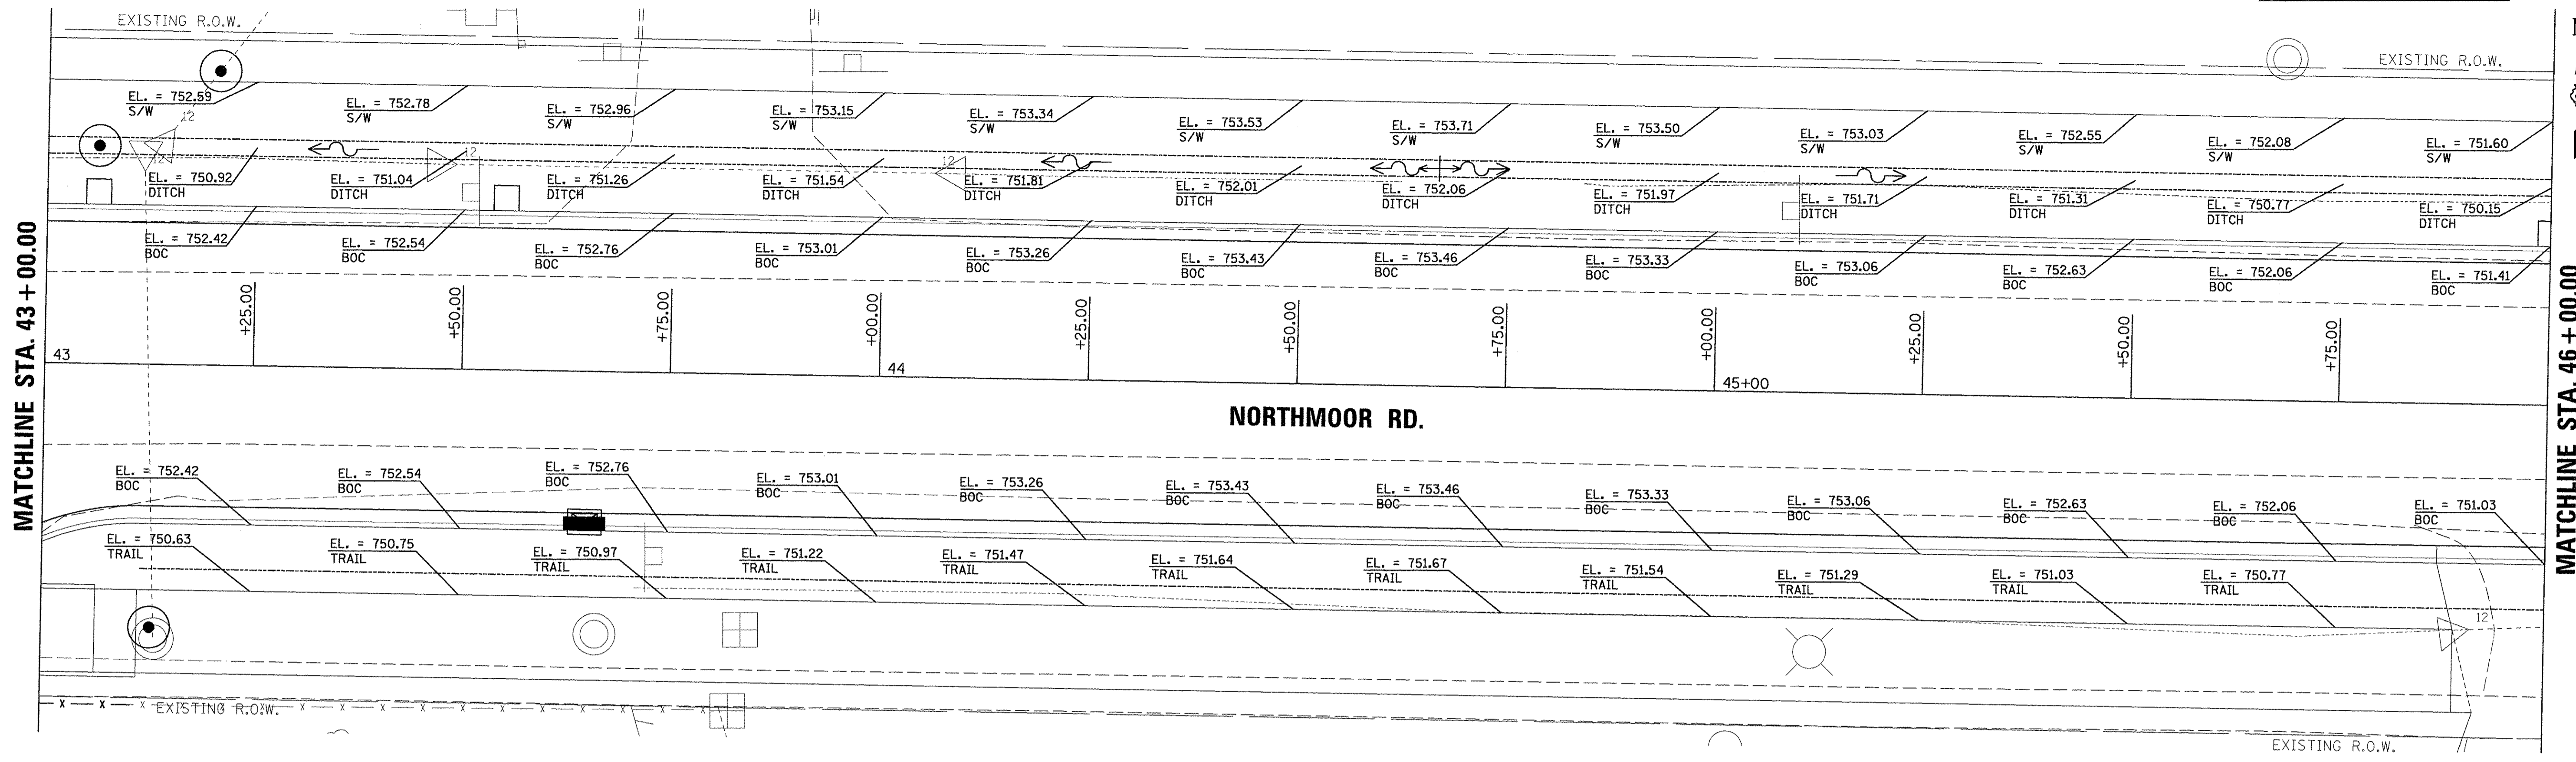 EXISTING R.O.W.
EXISTING R.O.W.
EL. = 752.59
S/W
EL. = 752.78
S/W
EL. = 752.96
S/W
EL. = 753.15
S/W
EL. = 753.34
S/W
EL. = 753.53
S/W
EL. = 753.71
S/W
EL. = 753.50
S/W
EL. = 753.03
S/W
EL. = 752.55
S/W
EL. = 752.08
S/W
EL. = 751.60
S/W
12
12
12
12
EL. = 750.92
DITCH
EL. = 751.04
DITCH
EL. = 751.26
DITCH
EL. = 751.54
DITCH
EL. = 751.81
DITCH
EL. = 752.01
DITCH
EL. = 752.06
DITCH
EL. = 751.97
DITCH
EL. = 751.71
DITCH
EL. = 751.31
DITCH
EL. = 750.77
DITCH
EL. = 750.15
DITCH
EL. = 752.42
BOC
EL. = 752.54
BOC
EL. = 752.76
BOC
EL. = 753.01
BOC
EL. = 753.26
BOC
EL. = 753.43
BOC
EL. = 753.46
BOC
EL. = 753.33
BOC
EL. = 753.06
BOC
EL. = 752.63
BOC
EL. = 752.06
BOC
EL. = 751.41
BOC
MATCHLINE STA. 43+00.00
43
+25.00
+50.00
+75.00
+00.00
44
+25.00
+50.00
+75.00
+00.00
45+00
+25.00
+50.00
+75.00
MATCHLINE STA. 46+00.00
NORTHMOOR RD.
EL. = 752.42
BOC
EL. = 752.54
BOC
EL. = 752.76
BOC
EL. = 753.01
BOC
EL. = 753.26
BOC
EL. = 753.43
BOC
EL. = 753.46
BOC
EL. = 753.33
BOC
EL. = 753.06
BOC
EL. = 752.63
BOC
EL. = 752.06
BOC
EL. = 751.03
BOC
EL. = 750.63
TRAIL
EL. = 750.75
TRAIL
EL. = 750.97
TRAIL
EL. = 751.22
TRAIL
EL. = 751.47
TRAIL
EL. = 751.64
TRAIL
EL. = 751.67
TRAIL
EL. = 751.54
TRAIL
EL. = 751.29
TRAIL
EL. = 751.03
TRAIL
EL. = 750.77
TRAIL
12
EXISTING R.O.W.
EXISTING R.O.W.